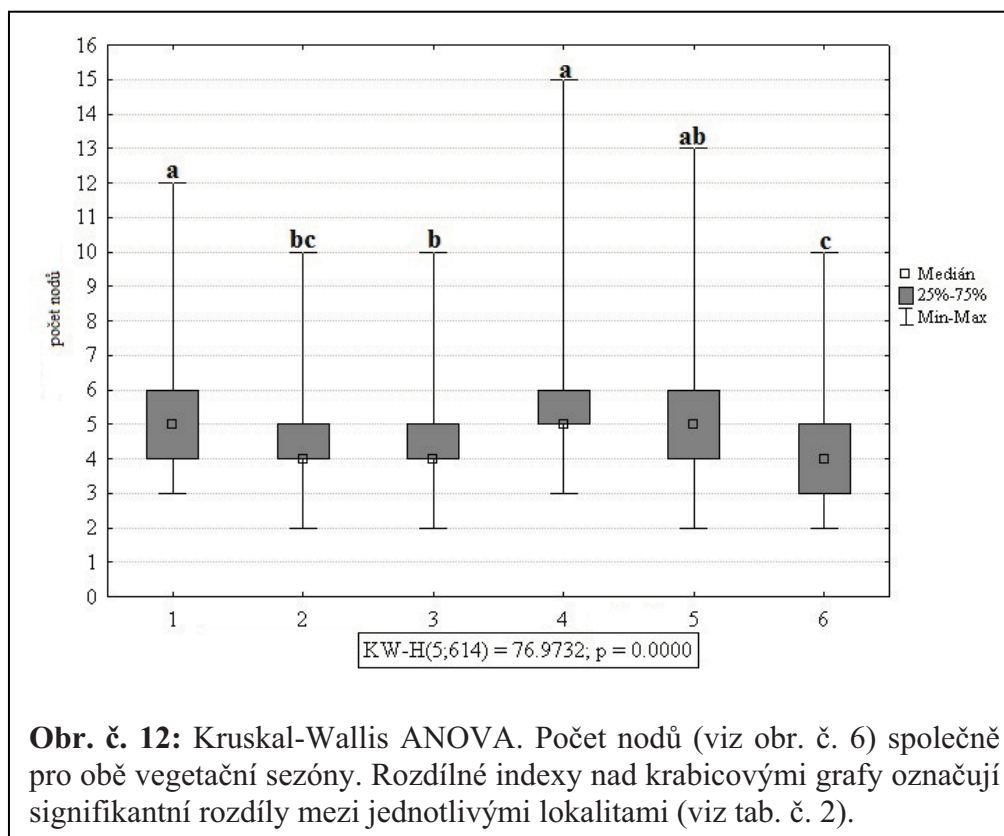 16
15
14
13
12
11
10
9
8
7
6
5
4
3
2
1
0
počet nodů
a
bc
b
a
ab
c
Medián
25%-75%
Min-Max
1 2 3 4 5 6
KW-H(5;614) = 76.9732; p = 0.0000
Obr. č. 12: Kruskal-Wallis ANOVA. Počet nodů (viz obr. č. 6) společně
pro obě vegetační sezóny. Rozdílné indexy nad krabicovými grafy označují
signifikantní rozdíly mezi jednotlivými lokalitami (viz tab. č. 2).